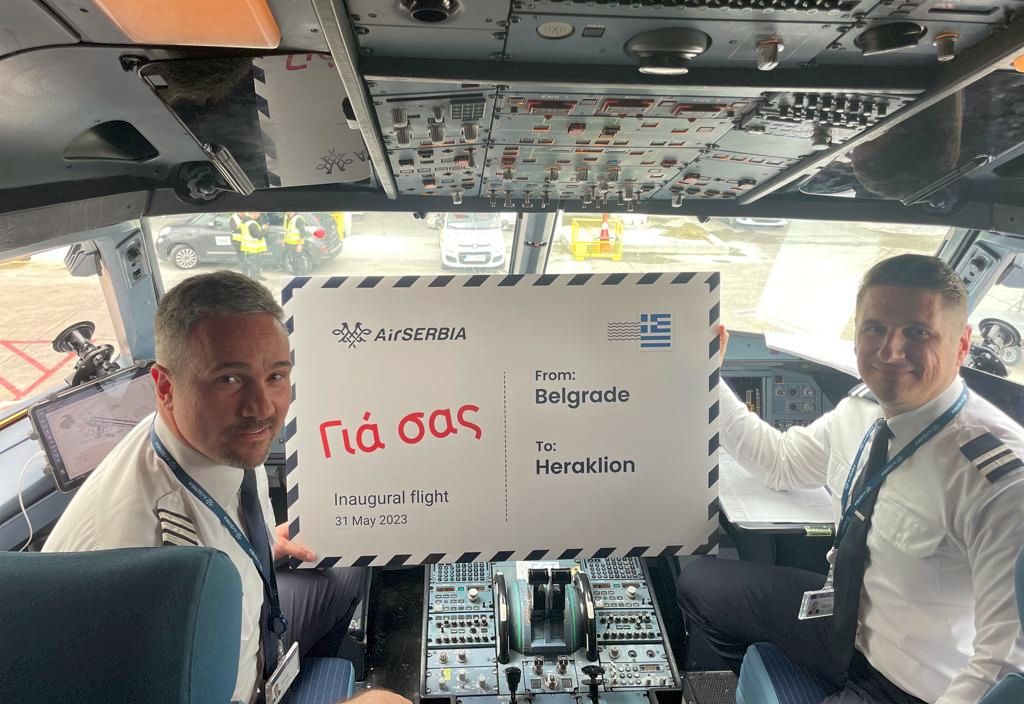 AirSERBIA
Γιά σας
Inaugural flight
31 May 2023
From:
Belgrade
To:
Heraklion